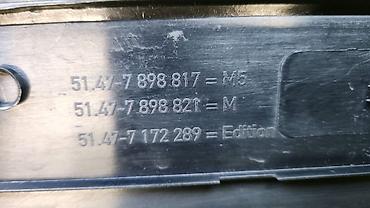 51.47-7 898 817 = M5
51.47-7 898 821 = M
51.47-7 172 289 = Edition